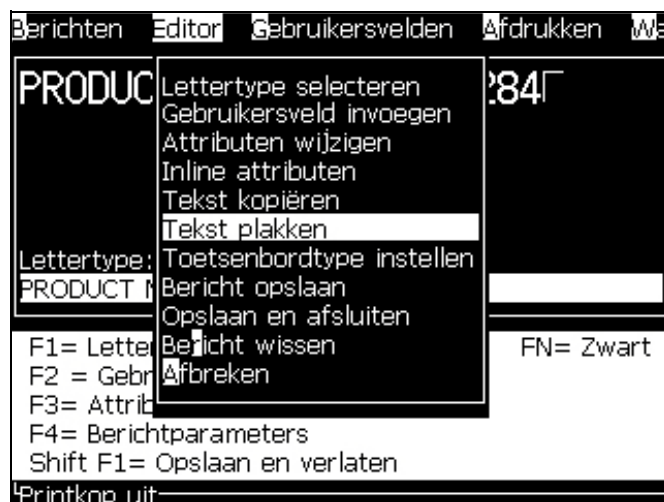 Berichten Editor Gebruikersvelden Afdrukken
PRODUC 284
Lettertype selecteren
Gebruikersveld invoegen
Attributen wijzigen
Inline attributen
Tekst kopiëren
Tekst plakken
Toetsenbordtype instellen
Bericht opslaan
Opslaan en afsluiten
Bericht wissen
Afbreken
Lettertype:
PRODUCT
F1= Lette FN= Zwart
F2 = Gebr
F3= Attrib
F4= Berichtparameters
Shift F1= Opslaan en verlaten
Printkop uit